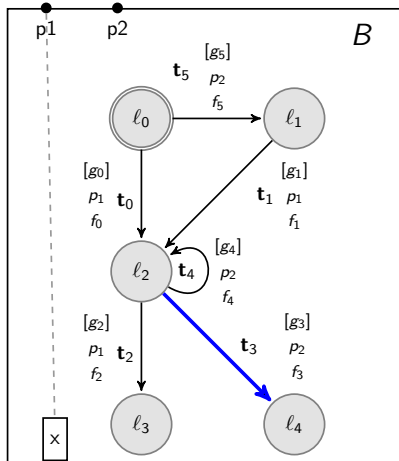 p1 p2
B
[g5]
t5 p2
f5
ℓ0 ℓ1
[g0]
p1 t0
f0
[g1]
t1 p1
f1
ℓ2 t4
[g4]
p2
f4
[g2]
p1 t2
f2
[g3]
t3 p2
f3
ℓ3 ℓ4
x